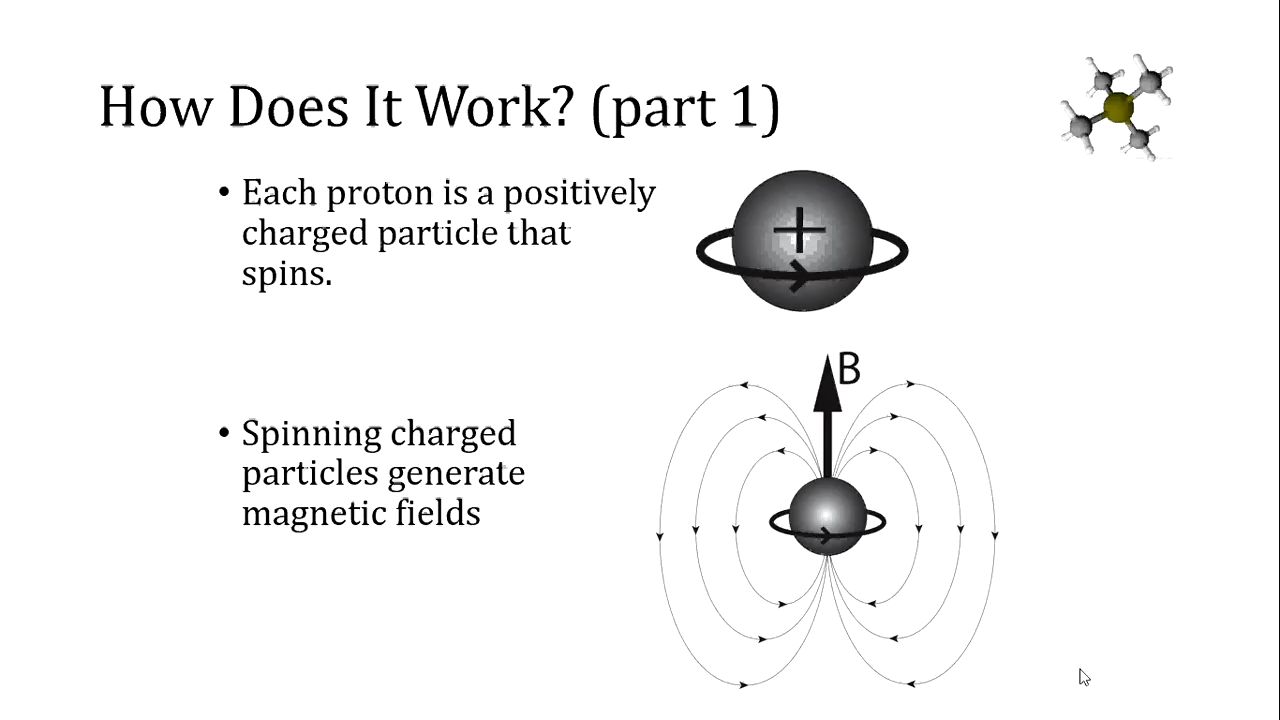 How Does It Work? (part 1)
• Each proton is a positively
charged particle that
spins.
+
B
• Spinning charged
particles generate
magnetic fields